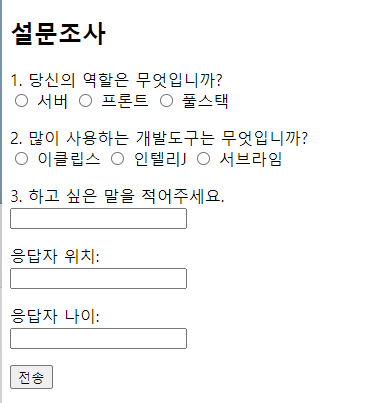 설문조사
1. 당신의 역할은 무엇입니까?
서버 프론트 풀스택
2. 많이 사용하는 개발도구는 무엇입니까?
이클립스 인텔리J 서브라임
3. 하고 싶은 말을 적어주세요.
응답자 위치:
응답자 나이:
전송